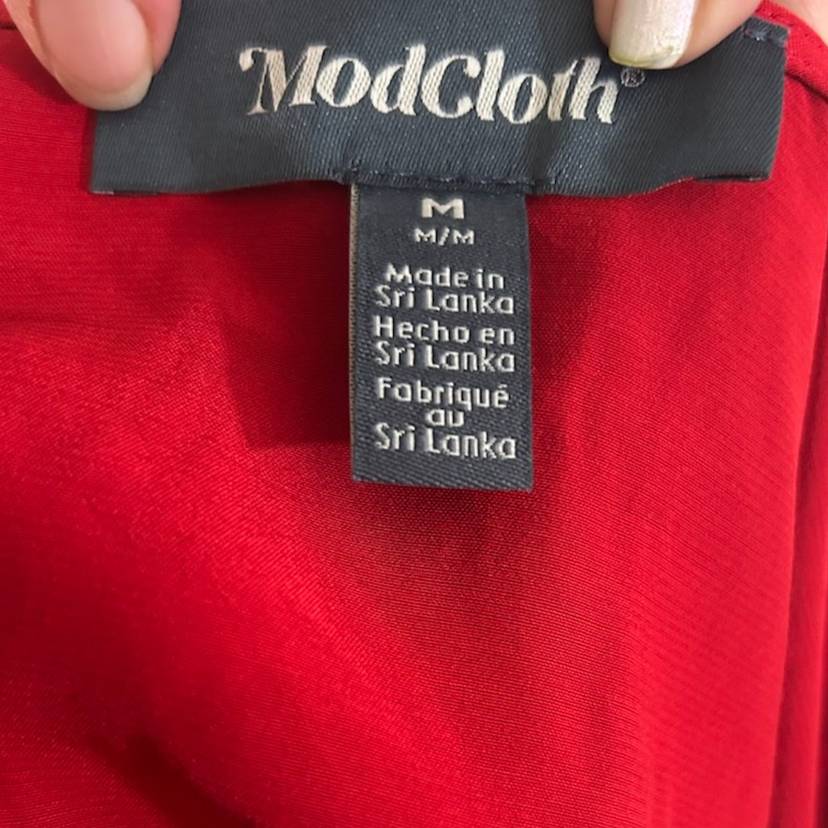 ModCloth®
M
M/M
Made in
Sri Lanka
Hecho en
Sri Lanka
Fabriqué
au
Sri Lanka